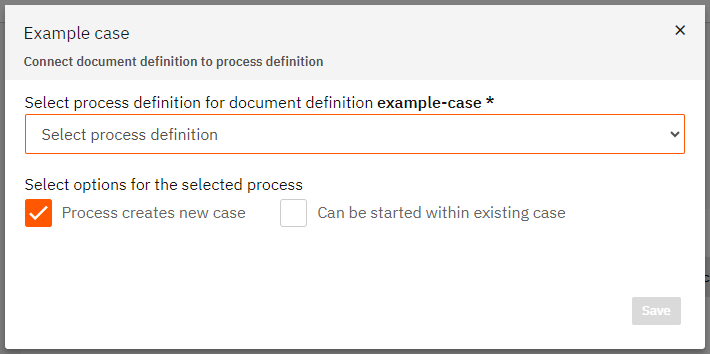 Example case
Connect document definition to process definition
Select process definition for document definition example-case *
Select process definition
Select options for the selected process
Process creates new case Can be started within existing case
Save